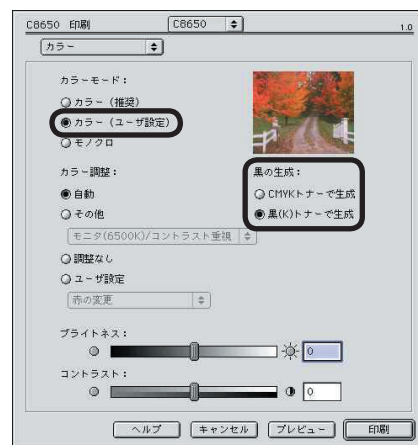 C8650 印刷
C8650
1.0
カラー
カラーモード：
カラー（推奨）
カラー（ユーザ設定）
モノクロ
カラー調整：
自動
その他
モニタ(6500K)/コントラスト重視
調整なし
ユーザ設定
赤の変更
黒の生成：
CMYKトナーで生成
黒(K)トナーで生成
ブライトネス：
0
コントラスト：
0
ヘルプ
キャンセル
プレビュー
印刷